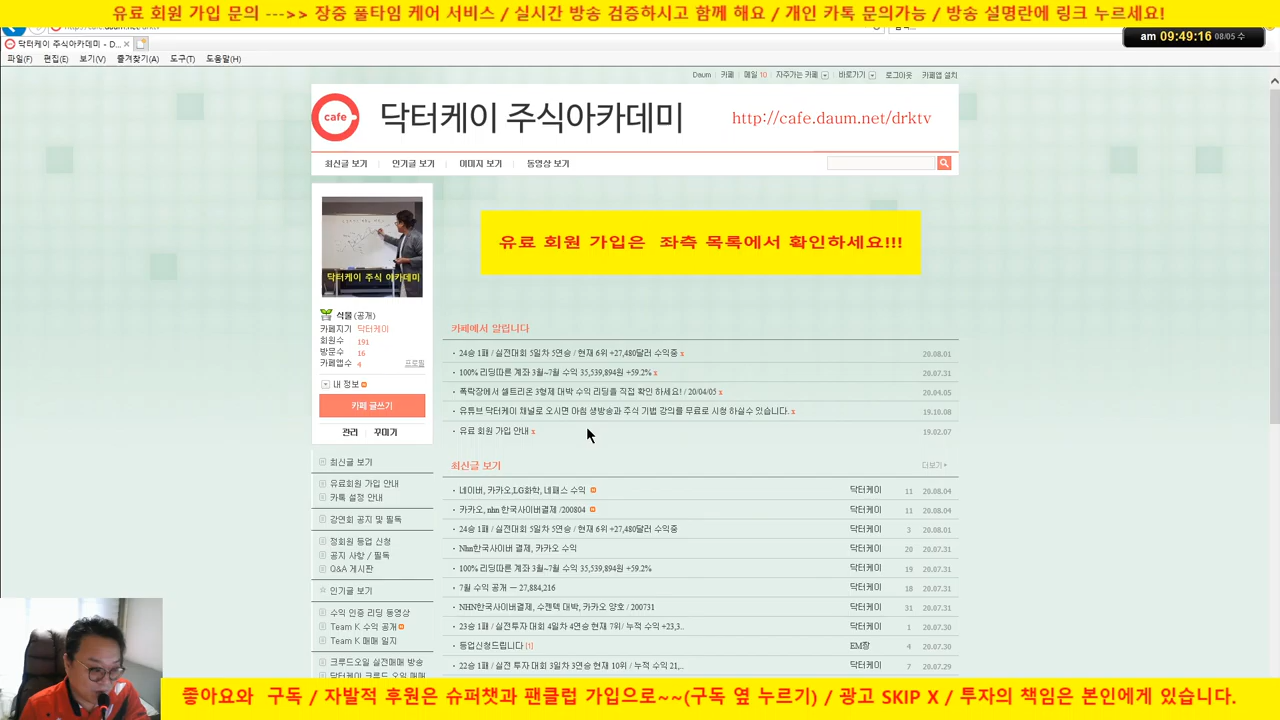 유료 회원 가입 문의 --->> 장중 풀타임 케어 서비스 / 실시간 방송 검증하시고 함께 해요 / 개인 카톡 문의가능 / 방송 설명란에 링크 누르세요!
am 09:49:16 08/05 수
닥터케이 주식아카데미 - D...
파일(F) 편집(E) 보기(V) 즐겨찾기(A) 도구(T) 도움말(H)
Daum 카페 메일 10 자주가는 카페 바로가기 로그아웃 카페앱 설치
cafe 닥터케이 주식아카데미 http://cafe.daum.net/drktv
최신글 보기 인기글 보기 이미지 보기 동영상 보기
유료 회원 가입은 좌측 목록에서 확인하세요!!!
닥터케이 주식 아카데미
식물 (공개)
카페지기 닥터케이
회원수 191
방문수 16
카페앱수 4 프로필
내 정보
카페 글쓰기
관리 꾸미기
최신글 보기
유료회원 가입 안내
카톡 설정 안내
강연회 공지 및 필독
정회원 등업 신청
공지 사항 / 필독
Q&A 게시판
인기글 보기
수익 인증 리딩 동영상
Team K 수익 공개
Team K 매매 일지
크루드오일 실전매매 방송
닥터케이 크루드 오일 매매
카페에서 알립니다
24승 1패 / 실전대회 5일차 5연승 / 현재 6위 +27,480달러 수익중 20.08.01
100% 리딩따른 계좌 3월~7월 수익 35,539,894원 +59.2% 20.07.31
폭락장에서 셀트리온 3형제 대박 수익 리딩을 직접 확인 하세요! / 20/04/05 20.04.05
유튜브 닥터케이 채널로 오시면 아침 생방송과 주식 기법 강의를 무료로 시청 하실수 있습니다. 19.10.08
유료 회원 가입 안내 19.02.07
최신글 보기 더보기+
네이버, 카카오,LG화학, 네패스 수익 닥터케이 11 20.08.04
카카오, nhn 한국사이버결제 /200804 닥터케이 11 20.08.04
24승 1패 / 실전대회 5일차 5연승 / 현재 6위 +27,480달러 수익중 닥터케이 3 20.08.01
Nhn한국사이버 결제, 카카오 수익 닥터케이 20 20.07.31
100% 리딩따른 계좌 3월~7월 수익 35,539,894원 +59.2% 닥터케이 19 20.07.31
7월 수익 공개 ㅡ 27,884,216 닥터케이 18 20.07.31
NHN한국사이버결제, 수젠텍 대박, 카카오 양호 / 200731 닥터케이 31 20.07.31
23승 1패 / 실전투자 대회 4일차 4연승 현재 7위/ 누적 수익 +23,3.. 닥터케이 1 20.07.30
등업신청드립니다 [1] EM장 4 20.07.30
22승 1패 / 실전 투자 대회 3일차 3연승 현재 10위 / 누적 수익 21,... 닥터케이 7 20.07.29
좋아요와 구독 / 자발적 후원은 슈퍼챗과 팬클럽 가입으로~~(구독 옆 누르기) / 광고 SKIP X / 투자의 책임은 본인에게 있습니다.